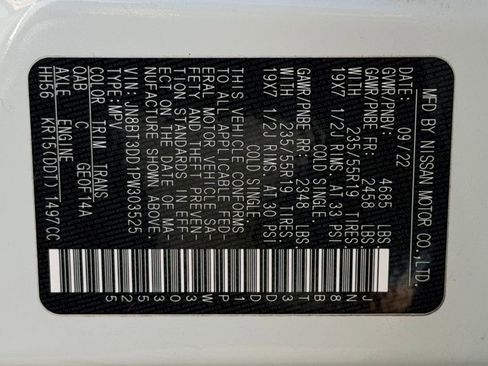 MFD BY NISSAN MOTOR CO.,LTD.
09/22
GVWR/PNBV: 4685 LBS.
GAWR/PNBE FR: 2458 LBS.
WITH 235/55R19 TIRES.
19X7 1/2J RIMS. AT 33 PSI
COLD SINGLE.
GAWR/PNBE RR: 2348 LBS.
WITH 235/55R19 TIRES.
19X7 1/2J RIMS. AT 30 PSI
COLD SINGLE.
THIS VEHICLE CONFORMS
TO ALL APPLICABLE FED-
ERAL MOTOR VEHICLE SA-
FETY AND THEFT PREV-
ENTION STANDARDS IN EFF-
ECT ON THE DATE OF MA-
NUFACTURE SHOWN ABOVE.
VIN: JN8BT3DD1PW303525
TYPE: MPV
COLOR TRIM TRANS
QAB C GE0F14A
AXLE ENGINE
HH56 KR15(DDT) 1497CC
JN8BT3DD1PW303525